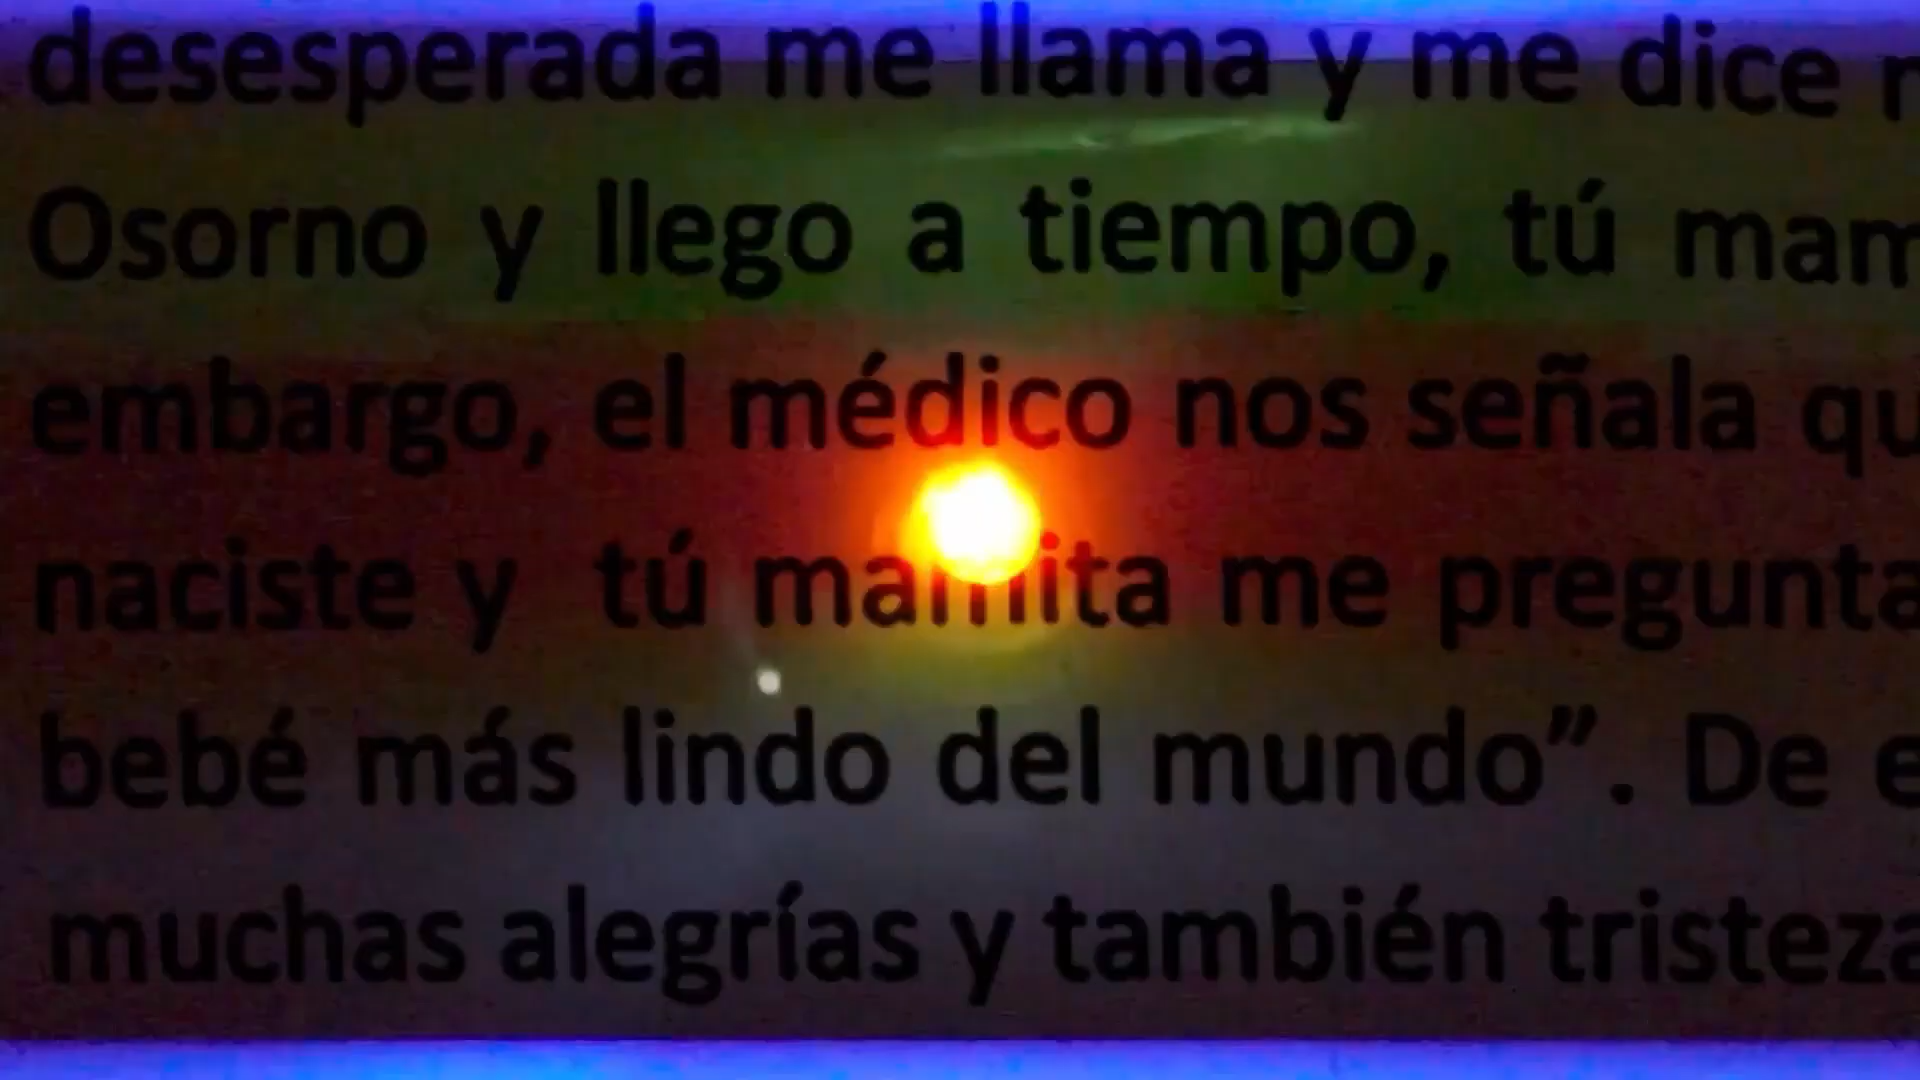 desesperada me llama y me dice
Osorno y llego a tiempo, tú
embargo, el médico nos señala
naciste y tú mamita me
bebé más lindo del mundo”. De
muchas alegrías y también